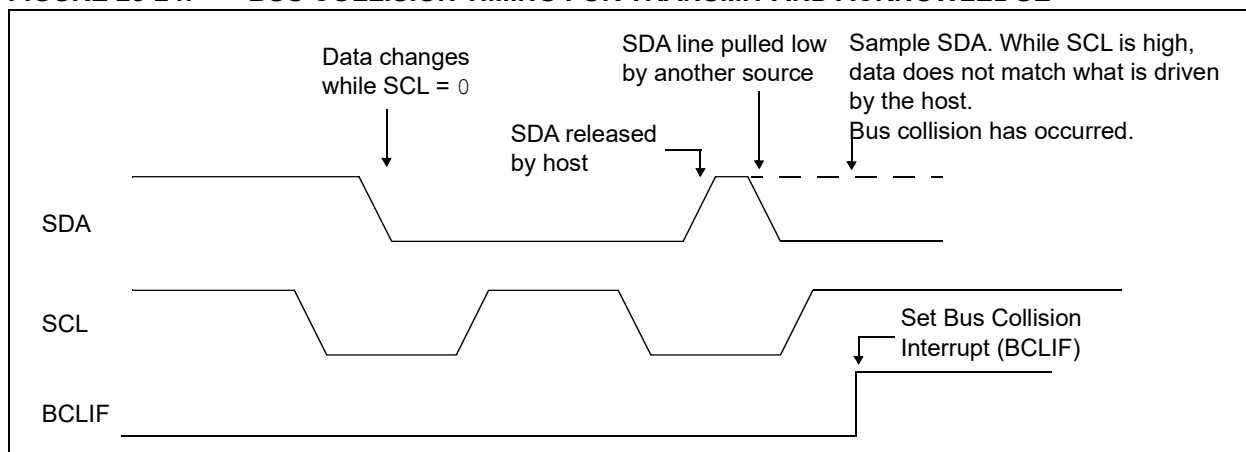 Data changes
while SCL = 0
SDA line pulled low
by another source
Sample SDA. While SCL is high,
data does not match what is driven
by the host.
Bus collision has occurred.
SDA released
by host
SDA
SCL
Set Bus Collision
Interrupt (BCLIF)
BCLIF